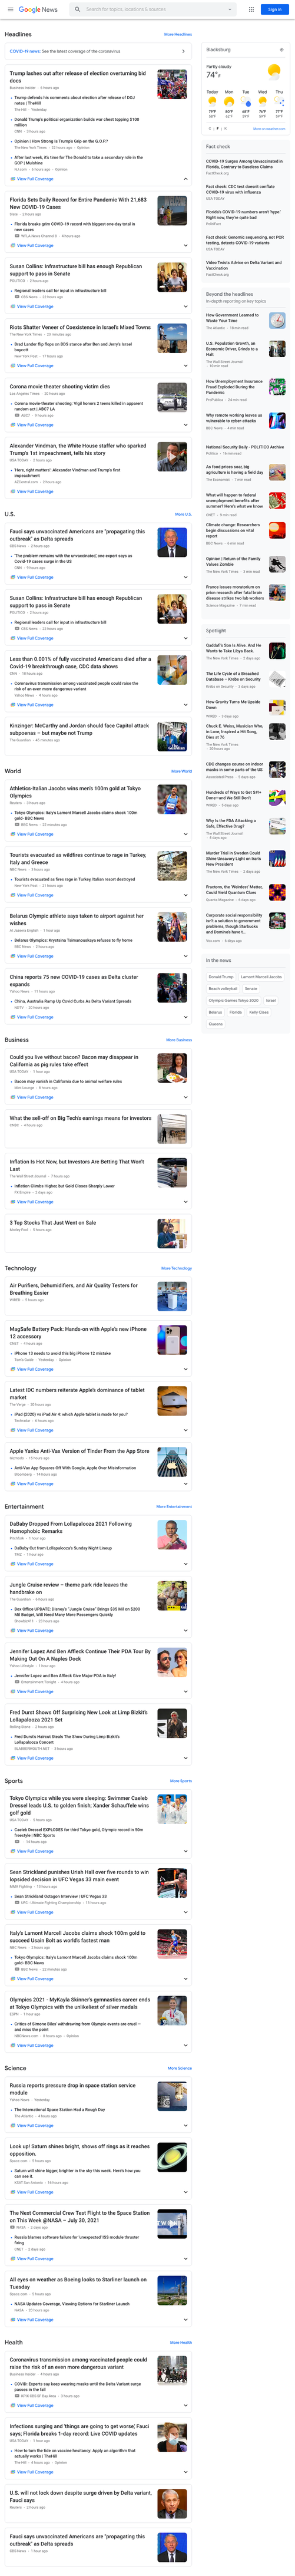 Google News
Search for topics, locations & sources
Sign in
Headlines
More Headlines
COVID-19 news: See the latest coverage of the coronavirus
Trump lashes out after release of election overturning bid
docs
Business Insider · 5 hours ago
Trump defends his comments about election after release of DOJ
notes | TheHill
The Hill · Yesterday
Donald Trump's political organization builds war chest topping $100
million
CNN · 3 hours ago
Opinion | How Strong Is Trump's Grip on the G.O.P.?
The New York Times · 22 hours ago · Opinion
After last week, it's time for The Donald to take a secondary role in the
GOP | Mulshine
NJ.com · 5 hours ago · Opinion
View Full Coverage
Florida Sets Daily Record for Entire Pandemic With 21,683
New COVID-19 Cases
Slate · 2 hours ago
Florida breaks grim COVID-19 record with biggest one-day total in
new cases
WPLG News Channel 8 · 19 hours ago
View Full Coverage
Susan Collins: Infrastructure bill has enough Republican
support to pass in Senate
POLITICO · 2 hours ago
Regional leaders call for input in infrastructure bill
CBS News · 22 hours ago
View Full Coverage
Riots Shatter Veneer of Coexistence in Israel's Mixed Towns
The New York Times · 25 minutes ago
Brad Lander flip flops on BDS stance after Ben and Jerry's Israel
boycott
New York Post · 17 hours ago
View Full Coverage
Corona movie theater shooting victim dies
Los Angeles Times · 20 hours ago
Corona movie-theater shooting: Vigil honors 2 teens killed in apparent
random act | ABC7 LA
ABC7 · 9 hours ago
View Full Coverage
Alexander Vindman, the White House staffer who sparked
Trump's 1st impeachment, tells his story
USA TODAY · 3 hours ago
'Here, right matters': Alexander Vindman and Trump's first
impeachment
AZCentral.com · 3 hours ago
View Full Coverage
U.S.
More U.S.
Fauci says unvaccinated Americans are "propagating this
outbreak" as Delta spreads
CBS News · 2 hours ago
'The problem remains with the unvaccinated,' one expert says as
Covid-19 cases surge in the US
CNN · 6 hours ago
View Full Coverage
Susan Collins: Infrastructure bill has enough Republican
support to pass in Senate
POLITICO · 2 hours ago
Regional leaders call for input in infrastructure bill
CBS News · 22 hours ago
View Full Coverage
Less than 0.001% of fully vaccinated Americans died after a
Covid-19 breakthrough case, CDC data shows
CNN · 18 hours ago
Coronavirus transmission among vaccinated people could raise the
risk of an even more dangerous variant
Yahoo News · 4 hours ago
View Full Coverage
Kinzinger: McCarthy and Jordan should face Capitol attack
subpoenas – but maybe not Trump
The Guardian · 45 minutes ago
World
More World
Athletics-Italian Jacobs wins men's 100m gold at Tokyo
Olympics
Reuters · 3 hours ago
Tokyo Olympics: Italy's Lamont Marcell Jacobs claims shock 100m
gold- BBC News
BBC News · 22 minutes ago
View Full Coverage
Tourists evacuated as wildfires continue to rage in Turkey,
Italy and Greece
NBC News · 4 hours ago
Tourists evacuated as fires rage in Turkey, Italian resort destroyed
New York Post · 21 hours ago
View Full Coverage
Belarus Olympic athlete says taken to airport against her
wishes
Al Jazeera English · 1 hour ago
Belarus Olympics: Krystsina Tsimanouskaya refuses to fly home
BBC News · 2 hours ago
View Full Coverage
China reports 75 new COVID-19 cases as Delta cluster
expands
Yahoo News · 11 hours ago
China, Australia Ramp Up Covid Curbs As Delta Variant Spreads
NDTV · 20 hours ago
View Full Coverage
Business
More Business
Could you live without bacon? Bacon may disappear in
California as pig rules take effect
USA TODAY · 1 hour ago
Bacon may vanish in California due to animal welfare rules
Mint Lounge · 8 hours ago
View Full Coverage
What the sell-off on Big Tech's earnings means for investors
CNBC · 4 hours ago
Inflation Is Hot Now, but Investors Are Betting That Won't
Last
The Wall Street Journal · 7 hours ago
Inflation Climbs Higher, but Gold Closes Sharply Lower
FX Empire · 2 days ago
View Full Coverage
3 Top Stocks That Just Went on Sale
Motley Fool · 5 hours ago
Technology
More Technology
Air Purifiers, Dehumidifiers, and Air Quality Testers for
Breathing Easier
WIRED · 3 hours ago
MagSafe Battery Pack: Hands-on with Apple's new iPhone
12 accessory
CNET · 4 hours ago
iPhone 13 needs to avoid this big iPhone 12 mistake
Tom's Guide · Yesterday · Opinion
View Full Coverage
Latest IDC numbers reiterate Apple's dominance of tablet
market
The Verge · 20 hours ago
iPad (2020) vs iPad Air 4: which Apple tablet is made for you?
TechRadar · 6 hours ago
View Full Coverage
Apple Yanks Anti-Vax Version of Tinder From the App Store
Gizmodo · 15 hours ago
Anti-Vax App Squares Off With Google, Apple Over Misinformation
Bloomberg · 19 hours ago
View Full Coverage
Entertainment
More Entertainment
DaBaby Dropped From Lollapalooza 2021 Following
Homophobic Remarks
Pitchfork · 1 hour ago
DaBaby Cut from Lollapalooza's Sunday Night Lineup
TMZ · 1 hour ago
View Full Coverage
Jungle Cruise review – theme park ride leaves the
handbrake on
The Guardian · 6 hours ago
Box Office UPDATE: Disney's "Jungle Cruise" Brings $35 Mil on $200
Mil Budget, Will Need Many More Passengers Quickly
Showbiz411 · 23 hours ago
View Full Coverage
Jennifer Lopez And Ben Affleck Continue Their PDA Tour By
Making Out On A Naples Dock
Yahoo Lifestyle · 1 hour ago
Jennifer Lopez and Ben Affleck Give Major PDA in Italy!
Entertainment Tonight · 4 hours ago
View Full Coverage
Fred Durst Shows Off Surprising New Look at Limp Bizkit's
Lollapalooza 2021 Set
Rolling Stone · 2 hours ago
Fred Durst's Haircut Steals The Show During Limp Bizkit's
Lollapalooza Concert
BLABBERMOUTH.NET · 3 hours ago
View Full Coverage
Sports
More Sports
Tokyo Olympics while you were sleeping: Swimmer Caeleb
Dressel leads U.S. to golden finish; Xander Schauffele wins
golf gold
USA TODAY · 5 hours ago
Caeleb Dressel EXPLODES for third Tokyo gold, Olympic record in 50m
freestyle | NBC Sports
14 hours ago
View Full Coverage
Sean Strickland punishes Uriah Hall over five rounds to win
lopsided decision in UFC Vegas 33 main event
MMA Fighting · 13 hours ago
Sean Strickland Octagon Interview | UFC Vegas 33
UFC - Ultimate Fighting Championship · 13 hours ago
View Full Coverage
Italy's Lamont Marcell Jacobs claims shock 100m gold to
succeed Usain Bolt as world's fastest man
NBC News · 2 hours ago
Tokyo Olympics: Italy's Lamont Marcell Jacobs claims shock 100m
gold- BBC News
BBC News · 22 minutes ago
View Full Coverage
Olympics 2021 - MyKayla Skinner's gymnastics career ends
at Tokyo Olympics with the unlikeliest of silver medals
ESPN · 1 hour ago
Critics of Simone Biles' withdrawing from Olympic events are cruel –
and miss the point
NBCNews.com · 6 hours ago · Opinion
View Full Coverage
Science
More Science
Russia reports pressure drop in space station service
module
Yahoo News · Yesterday
The International Space Station Had a Rough Day
The Atlantic · 4 hours ago
View Full Coverage
Look up! Saturn shines bright, shows off rings as it reaches
opposition.
Space.com · 5 hours ago
Saturn will shine bigger, brighter in the sky this week. Here's how you
can see it.
KSAT San Antonio · 19 hours ago
View Full Coverage
The Next Commercial Crew Test Flight to the Space Station
on This Week @NASA – July 30, 2021
NASA · 2 days ago
Russia blames software failure for 'unexpected' ISS module thruster
firing
CNET · 2 days ago
View Full Coverage
All eyes on weather as Boeing looks to Starliner launch on
Tuesday
Space.com · 3 hours ago
NASA Updates Coverage, Viewing Options for Starliner Launch
NASA · 20 hours ago
View Full Coverage
Health
More Health
Coronavirus transmission among vaccinated people could
raise the risk of an even more dangerous variant
Business Insider · 4 hours ago
COVID: Experts say keep wearing masks until the Delta Variant surge
passes in the fall
KPIX CBS SF Bay Area · 3 hours ago
View Full Coverage
Infections surging and 'things are going to get worse,' Fauci
says; Florida breaks 1-day record: Live COVID updates
USA TODAY · 1 hour ago
How to turn the tide on vaccine hesitancy: Apply an algorithm that
actually works | TheHill
The Hill · 4 hours ago · Opinion
View Full Coverage
U.S. will not lock down despite surge driven by Delta variant,
Fauci says
Reuters · 2 hours ago
Fauci says unvaccinated Americans are "propagating this
outbreak" as Delta spreads
CBS News · 1 hour ago
Blacksburg
Partly cloudy
74°F
Today Mon Tue Wed Thu
More on weather.com
Fact check
COVID-19 Surges Among Unvaccinated in
Florida, Contrary to Baseless Claims
FactCheck.org
Fact check: CDC test doesn't conflate
COVID-19 virus with influenza
USA TODAY
Florida's COVID-19 numbers aren't 'hype.'
Right now, they're quite bad
PolitiFact
Fact check: Genomic sequencing, not PCR
testing, detects COVID-19 variants
USA TODAY
Video Twists Advice on Delta Variant and
Vaccination
FactCheck.org
Beyond the headlines
In-depth reporting on key topics
How Government Learned to
Waste Your Time
The Atlantic · 19 min read
U.S. Population Growth, an
Economic Driver, Grinds to a
Halt
The Wall Street Journal
· 10 min read
How Unemployment Insurance
Fraud Exploded During the
Pandemic
ProPublica · 24 min read
Why remote working leaves us
vulnerable to cyber-attacks
BBC News · 6 min read
National Security Daily - POLITICO Archive
Politico · 16 min read
As food prices soar, big
agriculture is having a field day
The Economist · 7 min read
What will happen to federal
unemployment benefits after
summer? Here's what we know
CNET · 6 min read
Climate change: Researchers
begin discussions on vital
report
BBC News · 6 min read
Opinion | Return of the Family
Values Zombie
The New York Times · 3 min read
France issues moratorium on
prion research after fatal brain
disease strikes two lab workers
Science Magazine · 7 min read
Spotlight
Qaddafi's Son Is Alive. And He
Wants to Take Libya Back.
The New York Times · 2 days ago
The Life Cycle of a Breached
Database – Krebs on Security
Krebs on Security · 3 days ago
How Gravity Turns Me Upside
Down
WIRED · 2 days ago
Chuck E. Weiss, Musician Who,
in Love, Inspired a Hit Song,
Dies at 76
The New York Times
· 20 hours ago
CDC changes course on indoor
masks in some parts of the US
Associated Press · 5 days ago
Hundreds of Ways to Get S#!+
Done—and We Still Don't
WIRED · 5 days ago
Why Is the FDA Attacking a
Safe, Effective Drug?
The Wall Street Journal
· 4 days ago
Murder Trial in Sweden Could
Shine Unsavory Light on Iran's
New President
The New York Times · 2 days ago
Fractons, the 'Weirdest' Matter,
Could Yield Quantum Clues
Quanta Magazine · 6 days ago
Corporate social responsibility
isn't a solution to government
problems, though Starbucks
and Domino's have t...
Vox.com · 4 days ago
In the news
Donald Trump
Lamont Marcell Jacobs
Beach volleyball
Senate
Olympic Games Tokyo 2020
Israel
Belarus
Florida
Kelly Claes
Queens